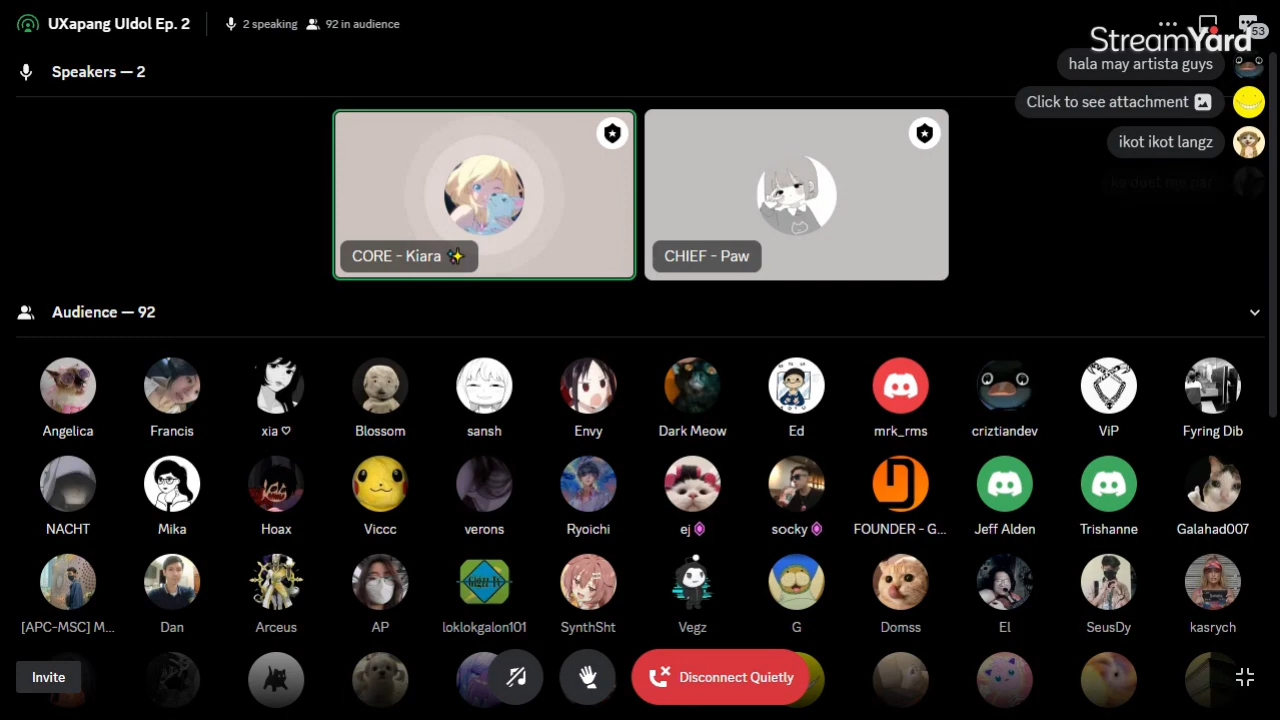 UXapang UIdol Ep. 2
2 speaking
92 in audience
53
StreamYard
Speakers — 2
hala may artista guys
Click to see attachment
ikot ikot langz
CORE - Kiara ✨
CHIEF - Paw
Audience — 92
Angelica
Francis
xia ♡
Blossom
sansh
Envy
Dark Meow
Ed
mrk_rms
criztiandev
ViP
Fyring Dib
NACHT
Mika
Hoax
Viccc
verons
Ryoichi
ej
socky
FOUNDER - G...
Jeff Alden
Trishanne
Galahad007
[APC-MSC] M...
Dan
Arceus
AP
loklokgalon101
SynthSht
Vegz
G
Domss
El
SeusDy
kasrych
Invite
Disconnect Quietly